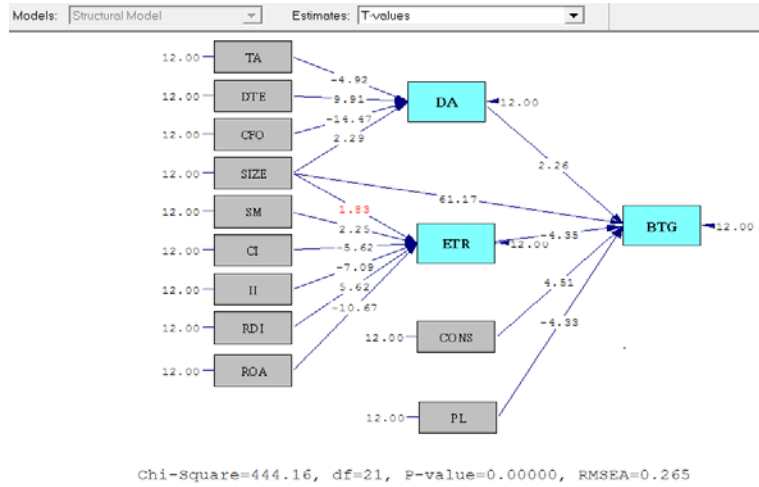 Models: Structural Model Estimates: T-values
12.00 TA
-4.92
12.00 DTE -9.91 DA 12.00
12.00 CFO -14.47
2.29
12.00 SIZE 2.26
61.17
12.00 SM 1.83
2.25 BTG 12.00
12.00 CI -5.62 ETR 12.00 -4.35
-7.09
12.00 II 5.62 4.51
-10.67
12.00 RDI CONS 12.00 -4.33
12.00 ROA
12.00 PL
Chi-Square=444.16, df=21, P-value=0.00000, RMSEA=0.265